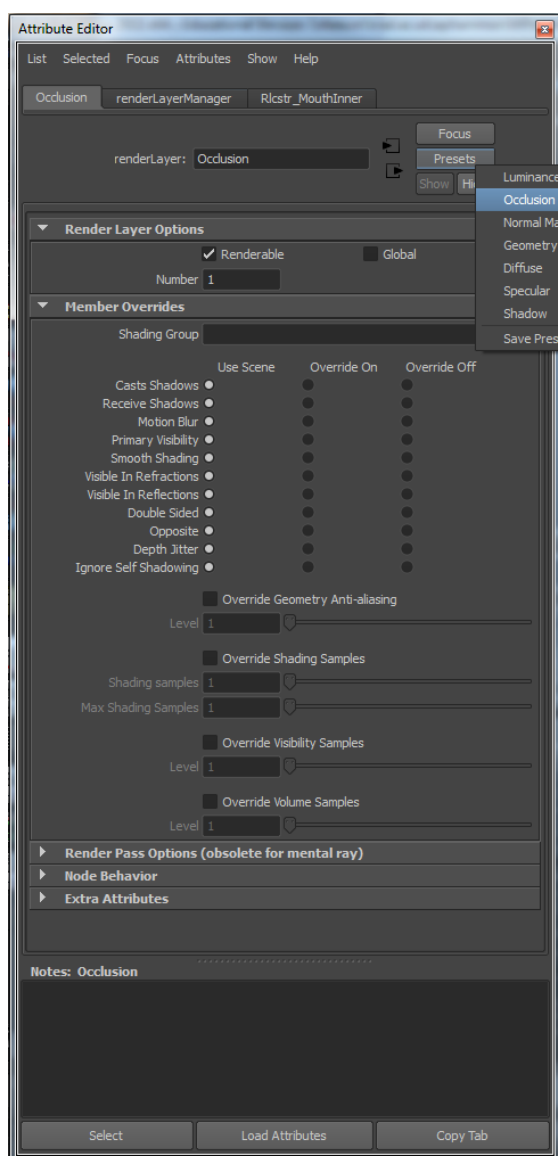 Attribute Editor
List Selected Focus Attributes Show Help
Occlusion renderLayerManager Rlcstr_MouthInner
Focus
renderLayer: Occlusion Presets
Show
Luminance
Occlusion
Normal
Geometry
Diffuse
Specular
Shadow
Save
Render Layer Options
Renderable Global
Number 1
Member Overrides
Shading Group
Use Scene Override On Override Off
Casts Shadows
Receive Shadows
Motion Blur
Primary Visibility
Smooth Shading
Visible In Refractions
Visible In Reflections
Double Sided
Opposite
Depth Jitter
Ignore Self Shadowing
Override Geometry Anti-aliasing
Level 1
Override Shading Samples
Shading samples 1
Max Shading Samples 1
Override Visibility Samples
Level 1
Override Volume Samples
Level 1
Render Pass Options (obsolete for mental ray)
Node Behavior
Extra Attributes
Notes: Occlusion
Select Load Attributes Copy Tab